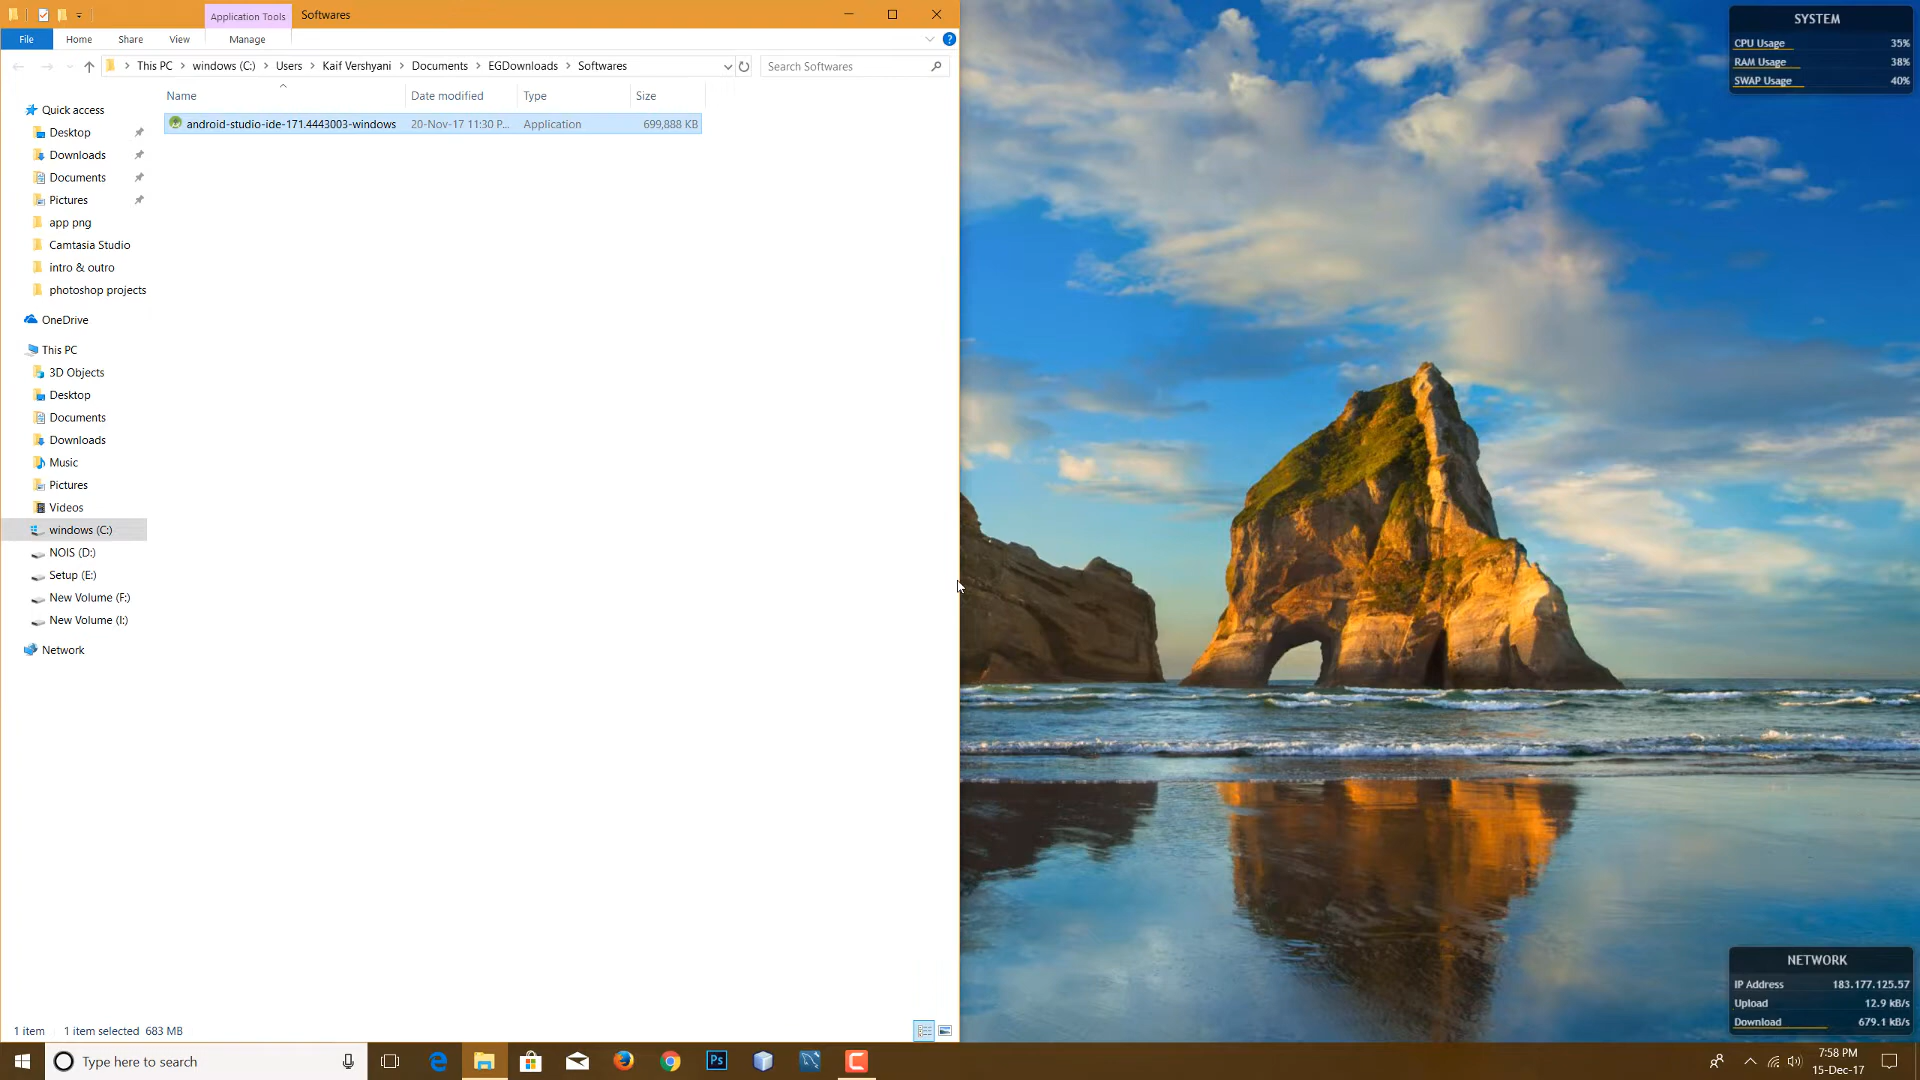 Application Tools
Softwares
File
Home
Share
View
Manage
This PC
windows (C:)
Users
Kaif Vershyani
Documents
EGDownloads
Softwares
Search Softwares
Name
Date modified
Type
Size
android-studio-ide-171.4443003-windows
20-Nov-17 11:30 P...
Application
699,888 KB
Quick access
Desktop
Downloads
Documents
Pictures
app png
Camtasia Studio
intro & outro
photoshop projects
OneDrive
This PC
3D Objects
Desktop
Documents
Downloads
Music
Pictures
Videos
windows (C:)
NOIS (D:)
Setup (E:)
New Volume (F:)
New Volume (I:)
Network
1 item
1 item selected 683 MB
SYSTEM
CPU Usage 35%
RAM Usage 38%
SWAP Usage 40%
NETWORK
IP Address 183.177.125.57
Upload 12.9 kB/s
Download 679.1 kB/s
Type here to search
Ps
7:58 PM
15-Dec-17